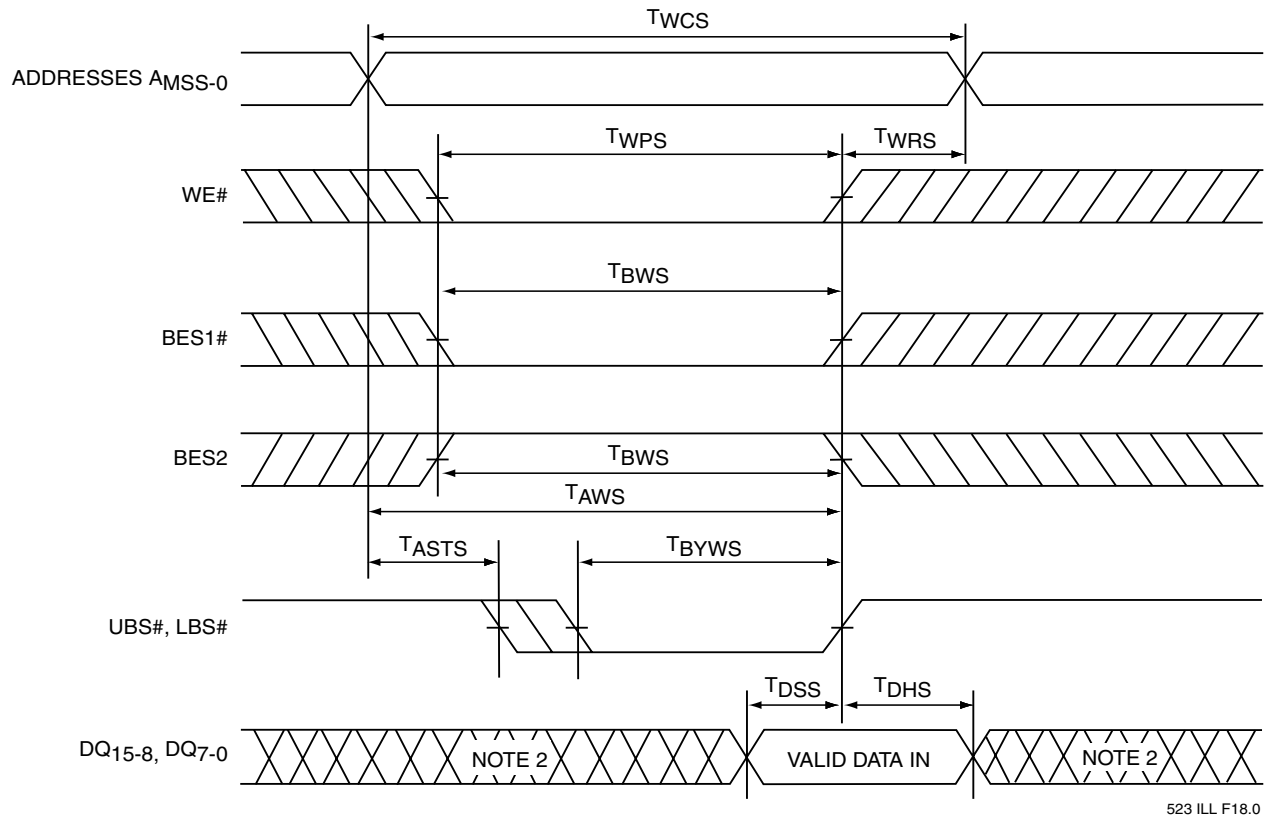 TWCS
ADDRESSES AMSS-0
TWPS
TWRS
WE#
TBWS
BES1#
BES2
TBWS
TAWS
TASTS
TBYWS
UBS#, LBS#
TDSS
TDHS
DQ15-8, DQ7-0
NOTE 2
VALID DATA IN
NOTE 2
523 ILL F18.0